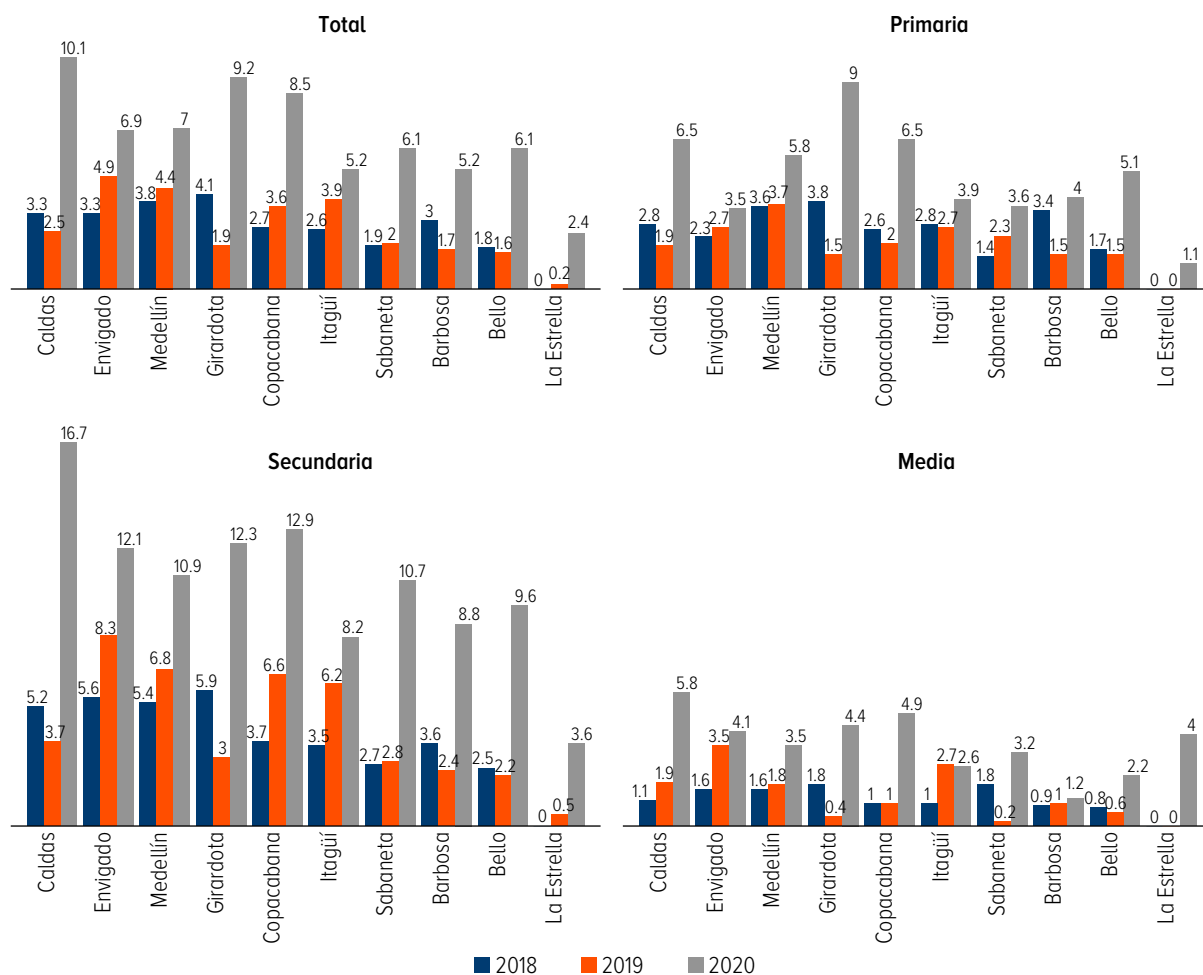 Total
10.1
9.2
8.5
6.9
7
6.1
6.1
5.2
5.2
4.9
4.4
4.1
3.8
3.9
3.6
3.3
3.3
3
2.5
2.7
2.6
2.4
1.9
1.9
2
1.7
1.8
1.6
0
0.2
Caldas
Envigado
Medellín
Girardota
Copacabana
Itagüí
Sabaneta
Barbosa
Bello
La Estrella
Primaria
9
6.5
6.5
5.8
5.1
3.5
3.6
3.7
3.8
3.9
3.6
3.4
4
2.8
2.3
2.7
2.6
2.8
2.7
2.3
1.9
1.5
2
1.4
1.5
1.7
1.5
0
0
1.1
Caldas
Envigado
Medellín
Girardota
Copacabana
Itagüí
Sabaneta
Barbosa
Bello
La Estrella
Secundaria
16.7
12.1
10.9
12.3
12.9
10.7
9.6
8.3
8.2
8.8
5.2
3.7
5.6
5.4
6.8
5.9
3
3.7
6.6
3.5
6.2
2.7
2.8
3.6
2.4
2.5
2.2
0
0.5
3.6
Caldas
Envigado
Medellín
Girardota
Copacabana
Itagüí
Sabaneta
Barbosa
Bello
La Estrella
Media
5.8
4.1
3.5
3.5
4.4
4.9
2.7
2.6
3.2
4
1.1
1.9
1.6
1.6
1.8
1.8
0.4
1
1
1
1.8
0.2
0.9
1
1.2
0.8
0.6
2.2
0
0
Caldas
Envigado
Medellín
Girardota
Copacabana
Itagüí
Sabaneta
Barbosa
Bello
La Estrella
2018
2019
2020